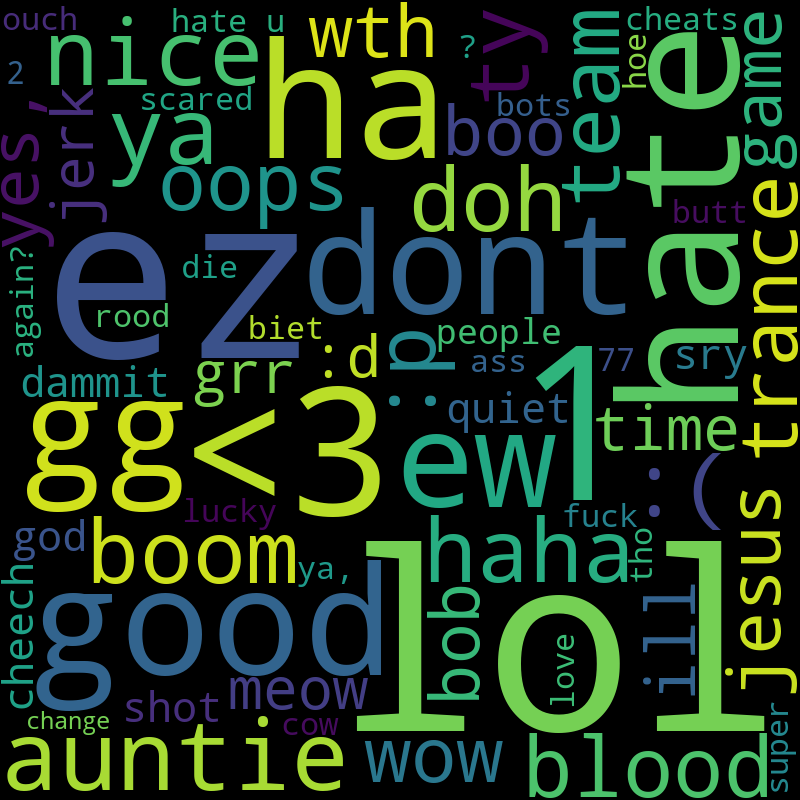 ouch
hate u
wth
ty
?
team
hoe
cheats
game
nice
ha
hate
2
scared
ya
jerk
yes,
boo
bots
oops
doh
butt
ez
dont
jesus trance
again?
die
rood
biet
:d
:p
people
ass
77
sry
dammit
grr
gg
<3
ew
1
quiet
time
:(
lucky
fuck
god
boom
ya,
haha
tho
cheech
good
lol
bob
love
ill
meow
shot
cow
change
auntie
wow
blood
super